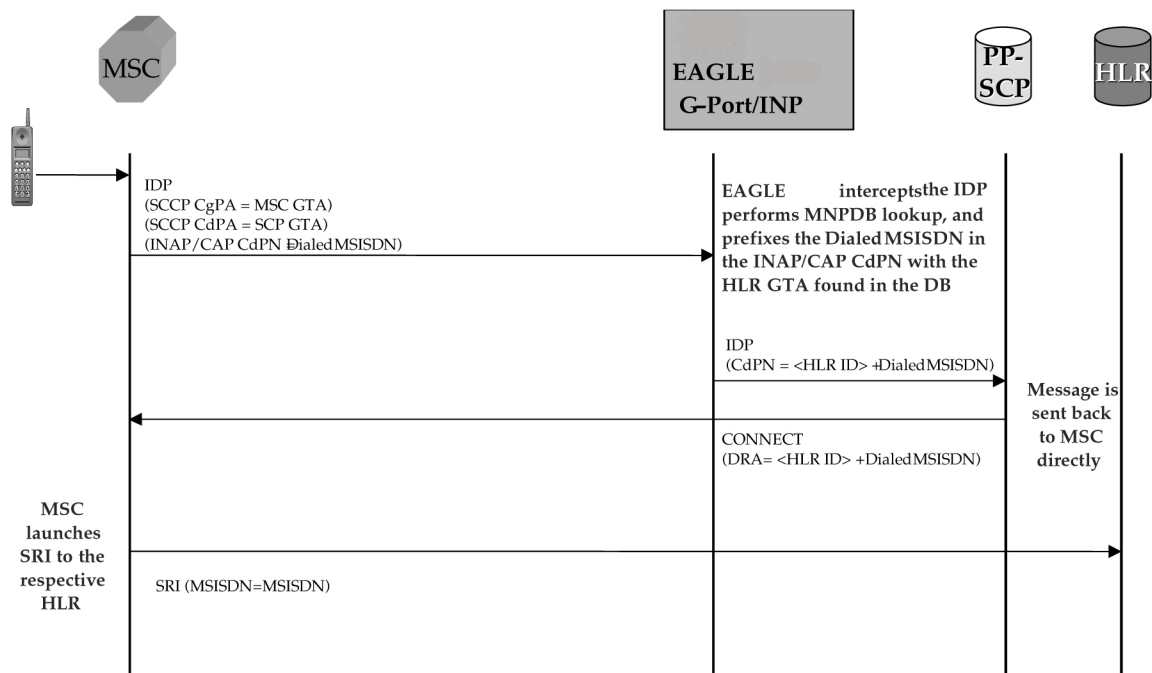 MSC
EAGLE
G-Port/INP
PP-
SCP
HLR
IDP
(SCCP CgPA = MSC GTA)
(SCCP CdPA = SCP GTA)
(INAP/CAP CdPN = Dialed MSISDN)
EAGLE interceptsthe IDP
performs MNPDB lookup, and
prefixes the Dialed MSISDN in
the INAP/CAP CdPN with the
HLR GTA found in the DB
IDP
(CdPN = <HLR ID> +Dialed MSISDN)
Message is
sent back
to MSC
directly
CONNECT
(DRA= <HLR ID> +Dialed MSISDN)
MSC
launches
SRI to the
respective
HLR
SRI (MSISDN=MSISDN)